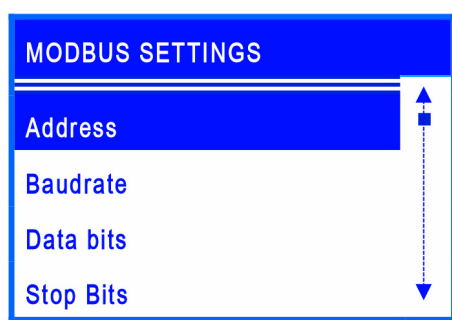 MODBUS SETTINGS
Address
Baudrate
Data bits
Stop Bits